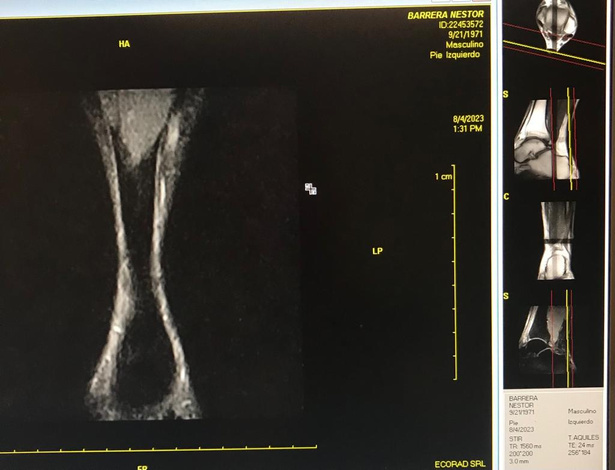 BARRERA NESTOR
ID:22453572
9/21/1971
Masculino
Pie Izquierdo
HA
8/4/2023
1:31 PM
1 cm
LP
FP
ECORAD SRL
S
C
S
BARRERA
NESTOR
9/21/1971 Masculino
Pie Izquierdo
8/4/2023
STIR T.AQUILES
TR: 1560 ms TE: 24 ms
200*200 256*184
3.0 mm